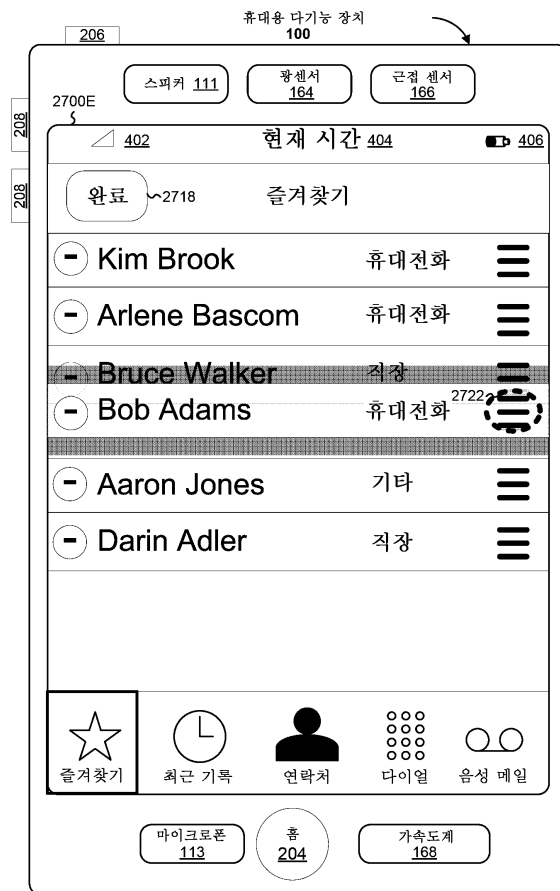 휴대용 다기능 장치
100
206
스피커 111
광센서
164
근접 센서
166
2700E
208
208
402
현재 시간 404
406
완료
2718
즐겨찾기
- Kim Brook 휴대전화
- Arlene Bascom 휴대전화
- Bruce Walker 직장
2722
- Bob Adams 휴대전화
- Aaron Jones 기타
- Darin Adler 직장
즐겨찾기
최근 기록
연락처
다이얼
음성 메일
마이크로폰
113
홈
204
가속도계
168